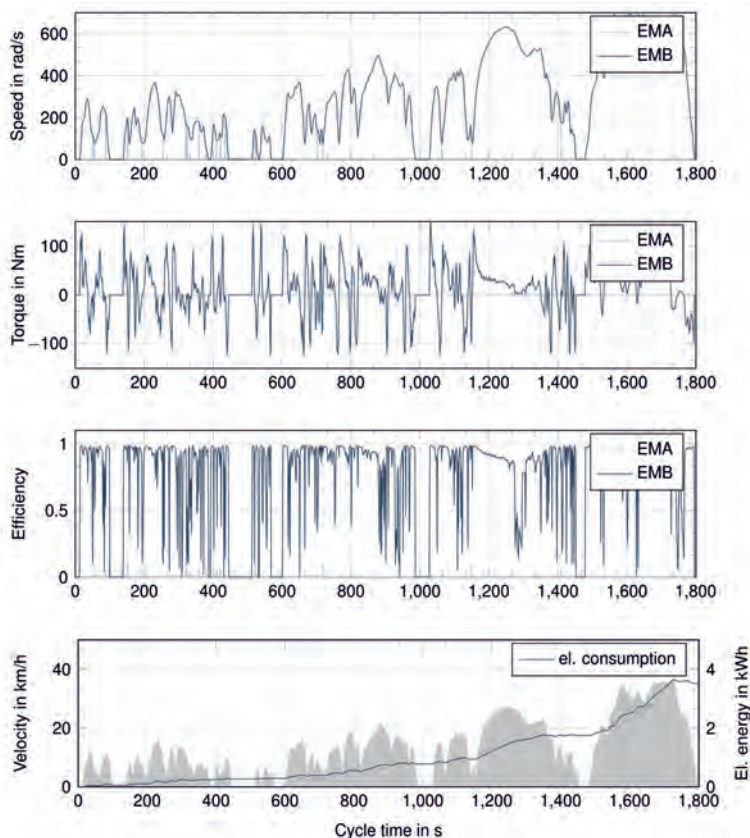 Speed in rad/s
600
400
200
0
EMA
EMB
0 200 400 600 800 1,000 1,200 1,400 1,600 1,800
Torque in Nm
100
0
−100
EMA
EMB
0 200 400 600 800 1,000 1,200 1,400 1,600 1,800
Efficiency
1
0.5
0
EMA
EMB
0 200 400 600 800 1,000 1,200 1,400 1,600 1,800
Velocity in km/h
40
20
0
el. consumption
4
2
0
El. energy in kWh
0 200 400 600 800 1,000 1,200 1,400 1,600 1,800
Cycle time in s